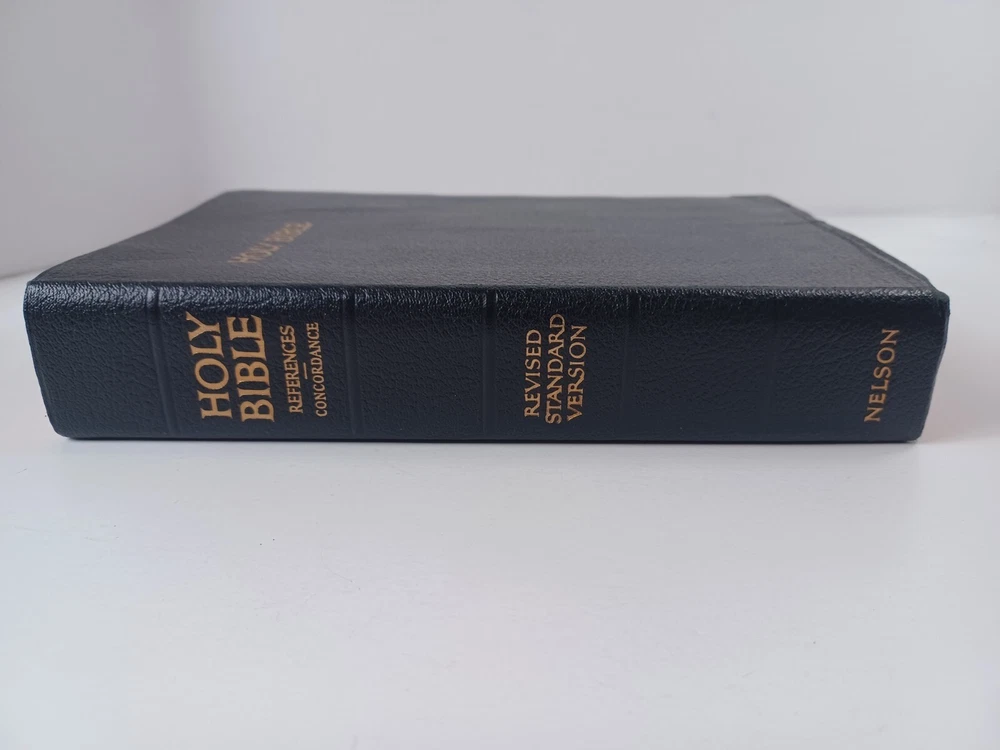 HOLY BIBLE
HOLY
BIBLE
REFERENCES
CONCORDANCE
REVISED
STANDARD
VERSION
NELSON